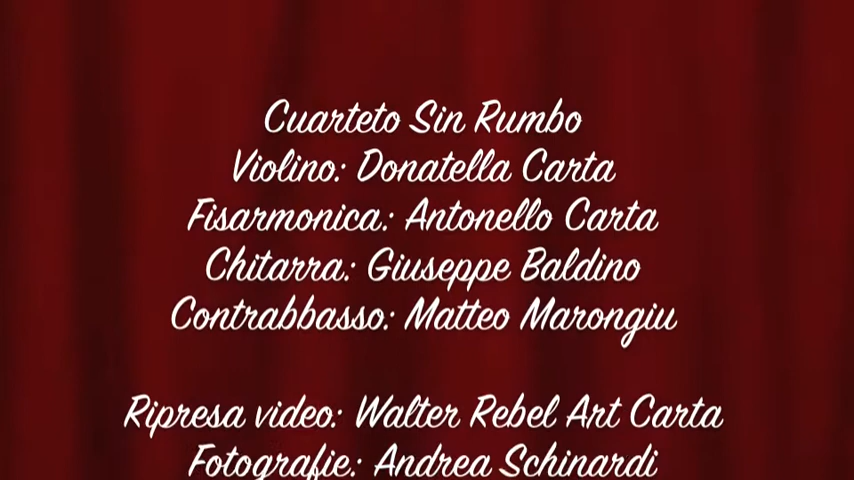 Cuarteto Sin Rumbo
Violino: Donatella Carta
Fisarmonica: Antonello Carta
Chitarra: Giuseppe Baldino
Contrabbasso: Matteo Marongiu
Ripresa video: Walter Rebel Art Carta
Fotografie: Andrea Schinardi